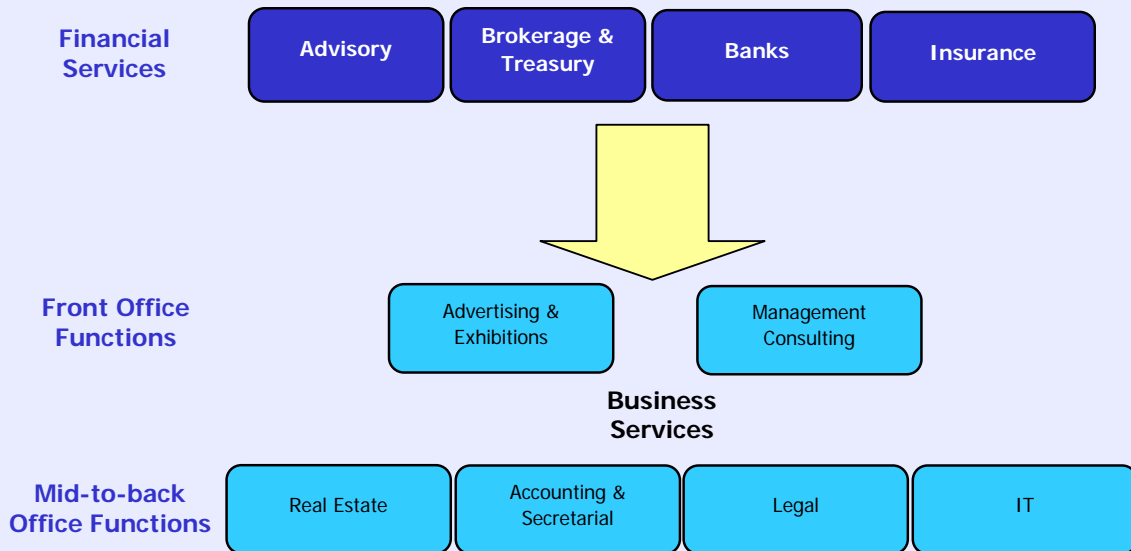 Financial
Services
Advisory
Brokerage &
Treasury
Banks
Insurance
Front Office
Functions
Advertising &
Exhibitions
Management
Consulting
Business
Services
Mid-to-back
Office Functions
Real Estate
Accounting &
Secretarial
Legal
IT